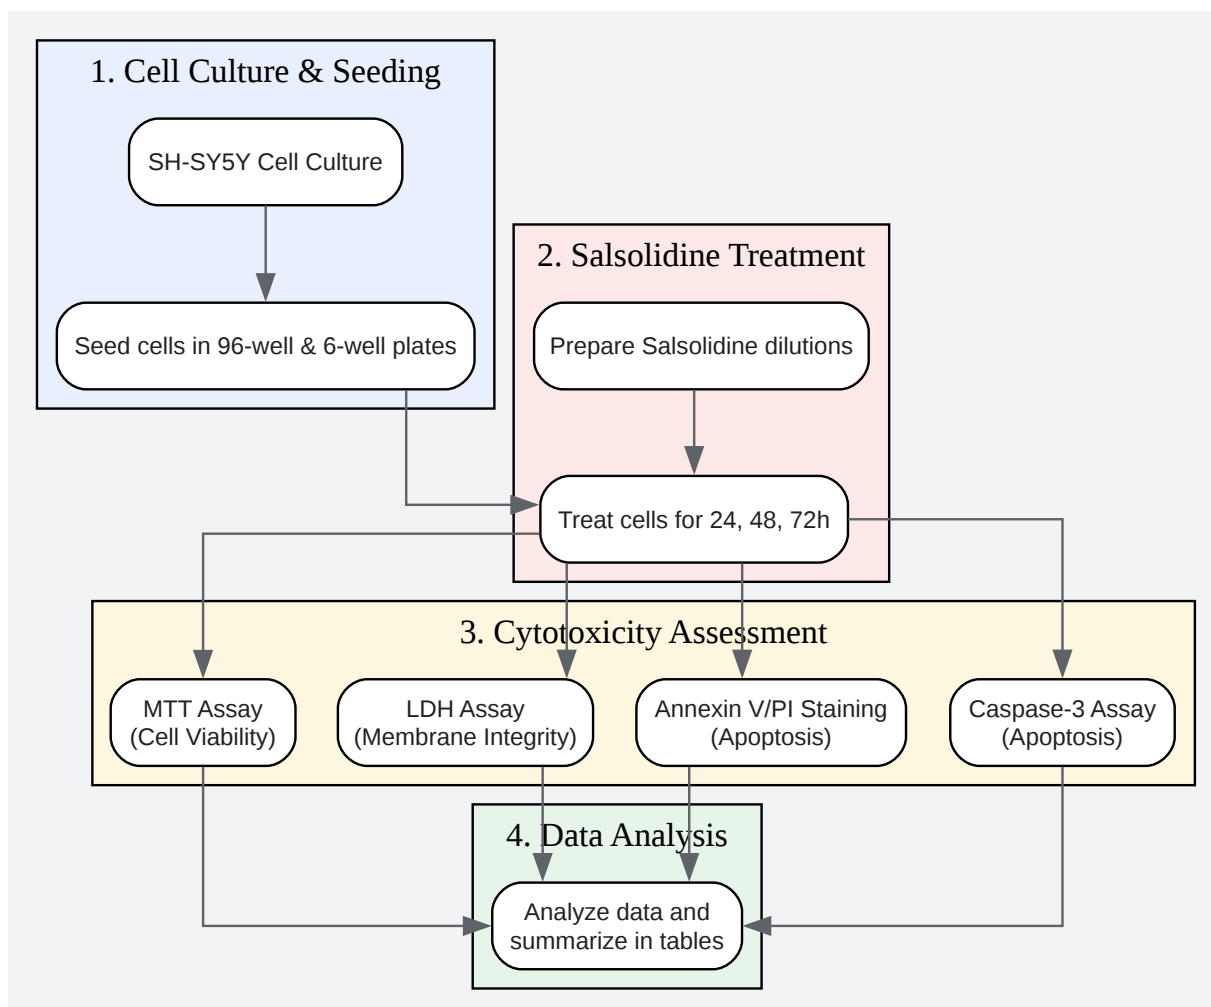 1. Cell Culture & Seeding
SH-SY5Y Cell Culture
Seed cells in 96-well & 6-well plates
2. Salsolidine Treatment
Prepare Salsolidine dilutions
Treat cells for 24, 48, 72h
3. Cytotoxicity Assessment
MTT Assay
(Cell Viability)
LDH Assay
(Membrane Integrity)
Annexin V/PI Staining
(Apoptosis)
Caspase-3 Assay
(Apoptosis)
4. Data Analysis
Analyze data and
summarize in tables